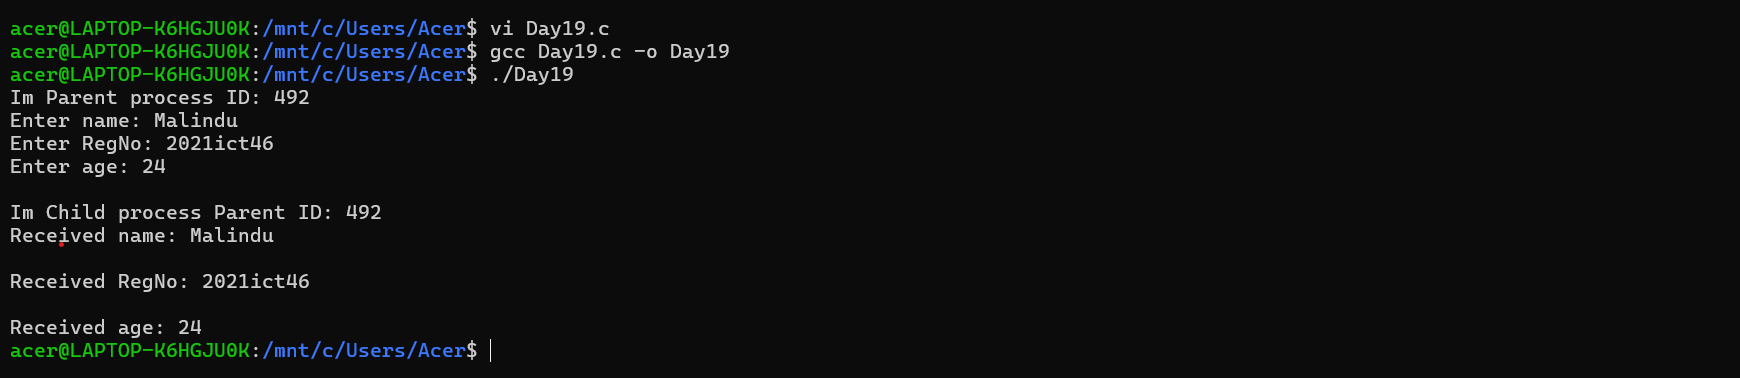 acer@LAPTOP-K6HGJU0K:/mnt/c/Users/Acer$ vi Day19.c
acer@LAPTOP-K6HGJU0K:/mnt/c/Users/Acer$ gcc Day19.c -o Day19
acer@LAPTOP-K6HGJU0K:/mnt/c/Users/Acer$ ./Day19
Im Parent process ID: 492
Enter name: Malindu
Enter RegNo: 2021ict46
Enter age: 24
Im Child process Parent ID: 492
Received name: Malindu
Received RegNo: 2021ict46
Received age: 24
acer@LAPTOP-K6HGJU0K:/mnt/c/Users/Acer$